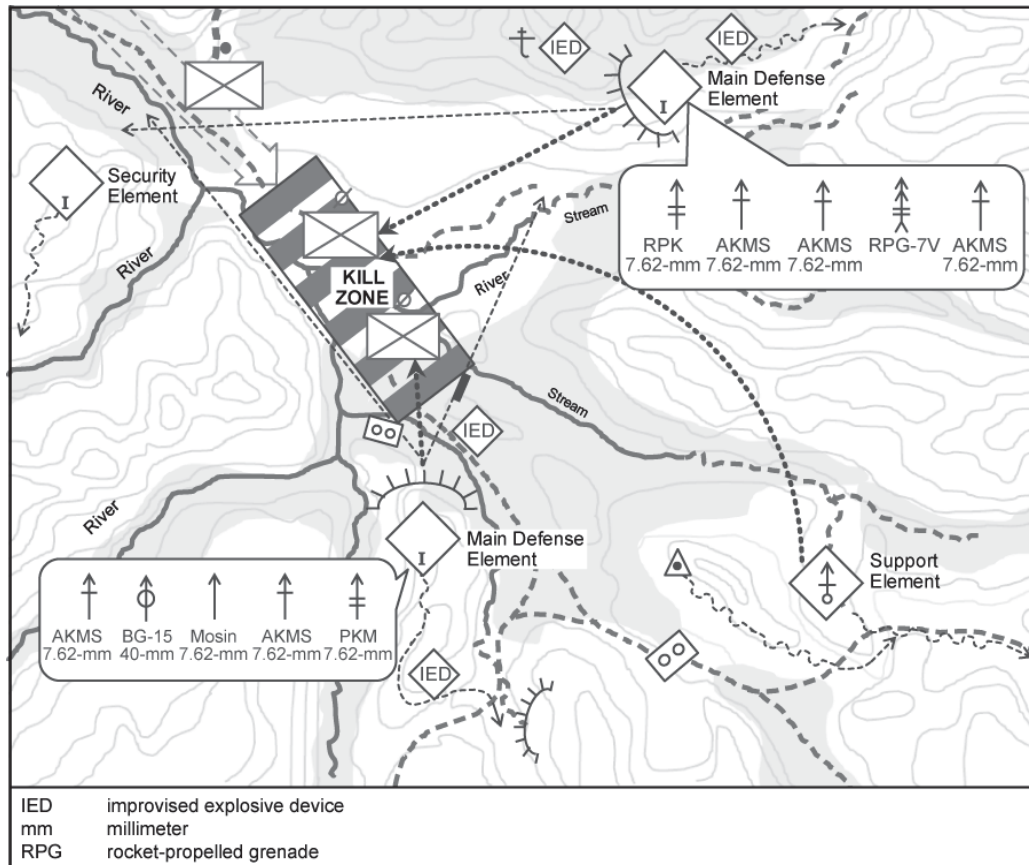 IED
IED
Main Defense
Element
I
River
Security
Element
I
River
Stream
River
KILL
ZONE
RPK
7.62-mm
AKMS
7.62-mm
AKMS
7.62-mm
RPG-7V
AKMS
7.62-mm
Stream
IED
River
Main Defense
Element
I
Support
Element
AKMS
7.62-mm
BG-15
40-mm
Mosin
7.62-mm
AKMS
7.62-mm
PKM
7.62-mm
IED
IED improvised explosive device
mm millimeter
RPG rocket-propelled grenade